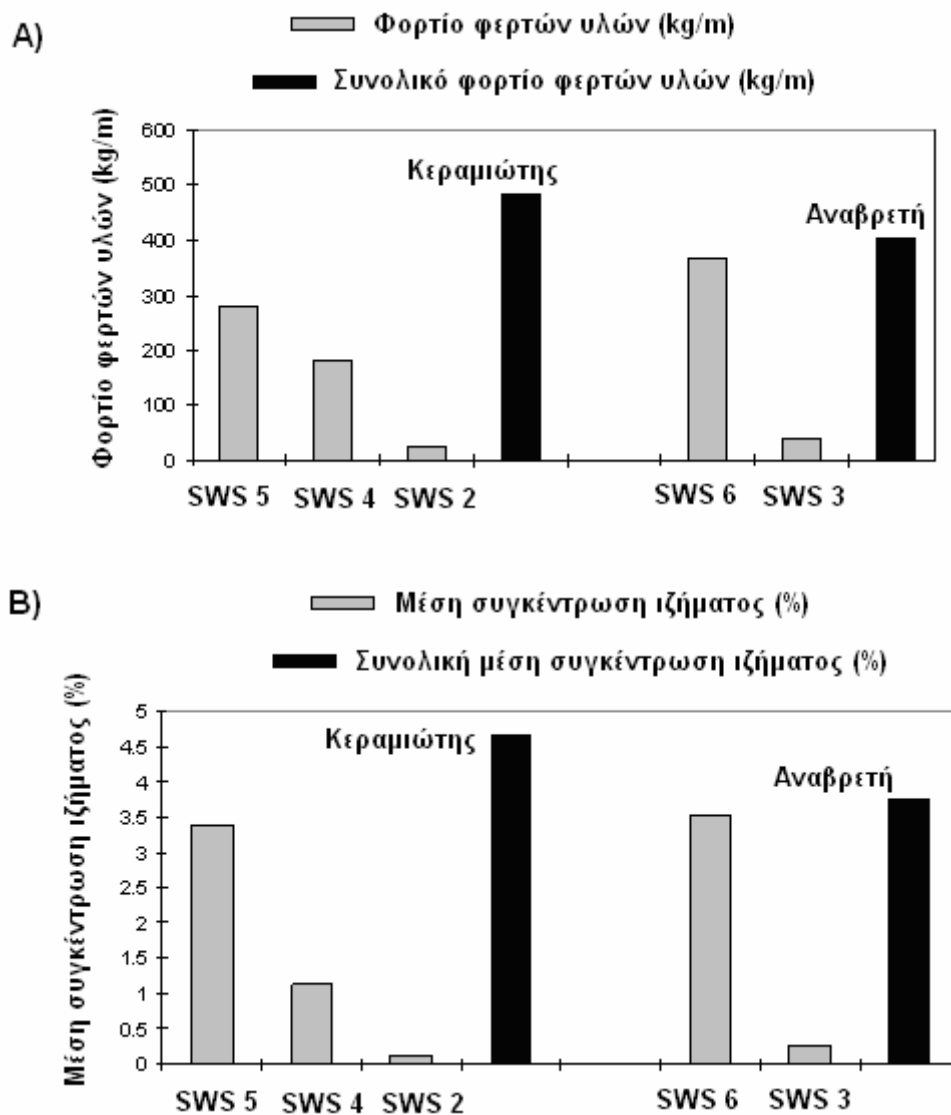 A)
Φορτίο φερτών υλών (kg/m)
Συνολικό φορτίο φερτών υλών (kg/m)
Φορτίο φερτών υλών (kg/m)
600
500
400
300
200
100
0
Κεραμιώτης
Αναβρετή
SWS 5 SWS 4 SWS 2 SWS 6 SWS 3
B)
Μέση συγκέντρωση ιζήματος (%)
Συνολική μέση συγκέντρωση ιζήματος (%)
Μέση συγκέντρωση ιζήματος (%)
5
4.5
4
3.5
3
2.5
2
1.5
1
0.5
0
Κεραμιώτης
Αναβρετή
SWS 5 SWS 4 SWS 2 SWS 6 SWS 3